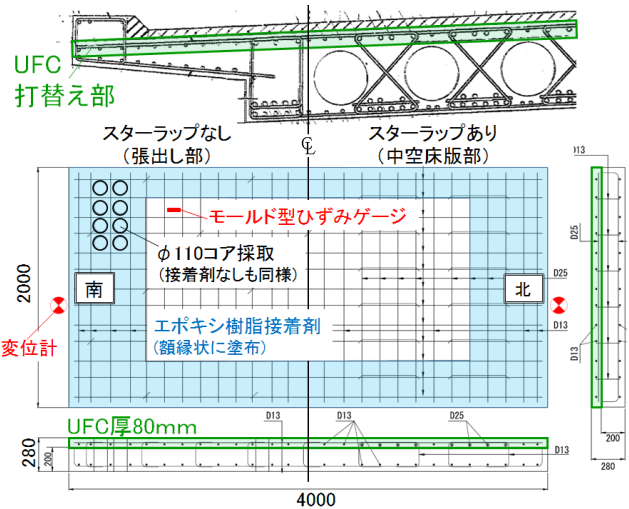 UFC
打替え部
スターラップなし
(張出し部)
スターラップあり
(中空床版部)
CL
D13
D25
D13
200
280
モールド型ひずみゲージ
φ110コア採取
(接着剤なしも同様)
2000
南
北
D25
変位計
エポキシ樹脂接着剤
(額縁状に塗布)
D13
UFC厚80mm
D13
D13
D25
D13
280
200
4000